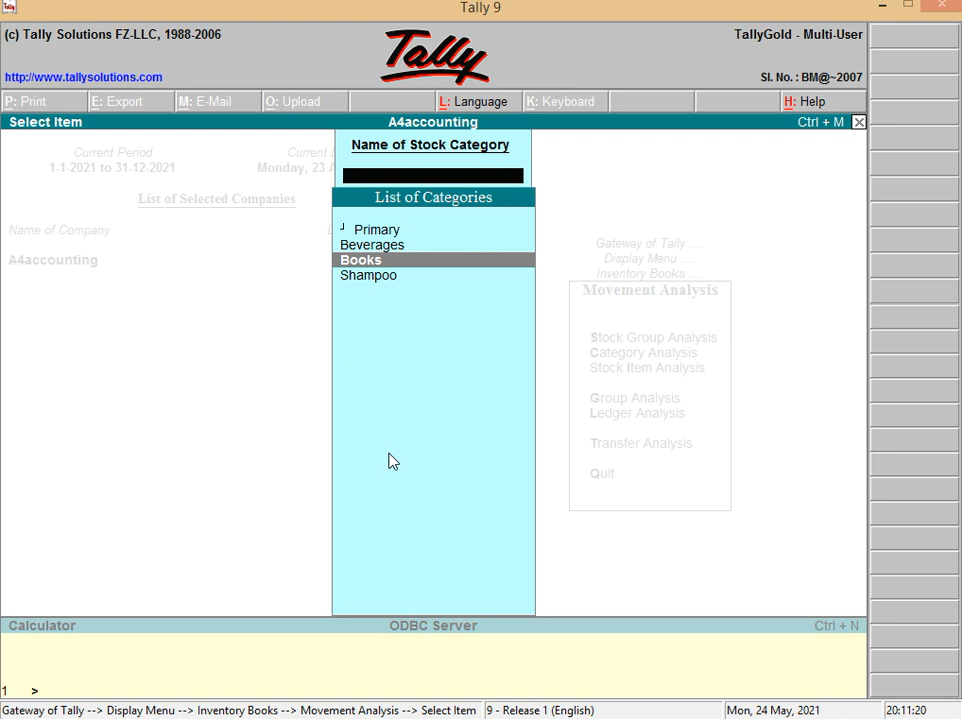 Tally 9
(c) Tally Solutions FZ-LLC, 1988-2006
http://www.tallysolutions.com
Tally
TallyGold - Multi-User
Sl. No. : BM@~2007
P: Print
E: Export
M: E-Mail
O: Upload
L: Language
K: Keyboard
H: Help
Select Item
A4accounting
Ctrl + M
Current Period
1-1-2021 to 31-12-2021
Monday, 23 A
List of Selected Companies
Name of Company
A4accounting
Name of Stock Category
List of Categories
Primary
Beverages
Books
Shampoo
Gateway of Tally ....
Display Menu ....
Inventory Books ....
Movement Analysis
Stock Group Analysis
Category Analysis
Stock Item Analysis
Group Analysis
Ledger Analysis
Transfer Analysis
Quit
Calculator
ODBC Server
Ctrl + N
1 >
Gateway of Tally --> Display Menu --> Inventory Books --> Movement Analysis --> Select Item
9 - Release 1 (English)
Mon, 24 May, 2021
20:11:20